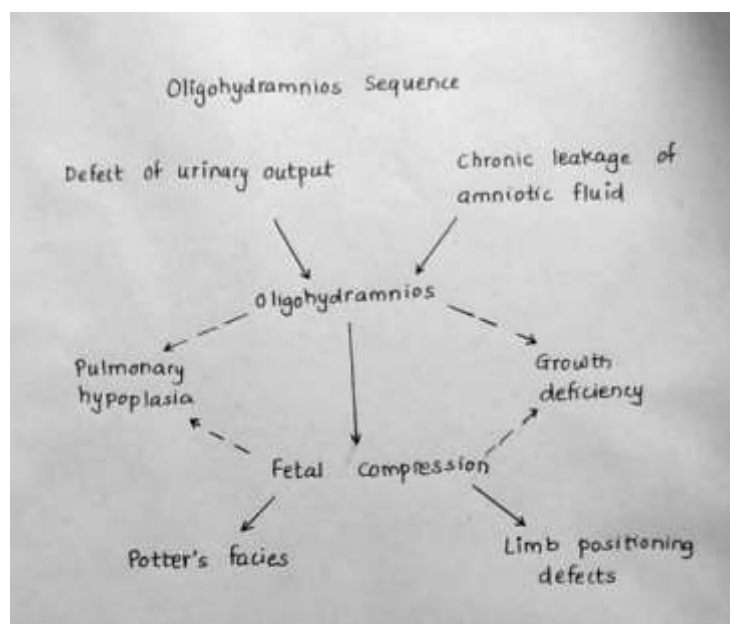 Oligohydramnios Sequence
Defect of urinary output
Chronic leakage of
amniotic fluid
Oligohydramnios
Pulmonary
hypoplasia
Growth
deficiency
Fetal compression
Potter's facies
Limb positioning
defects